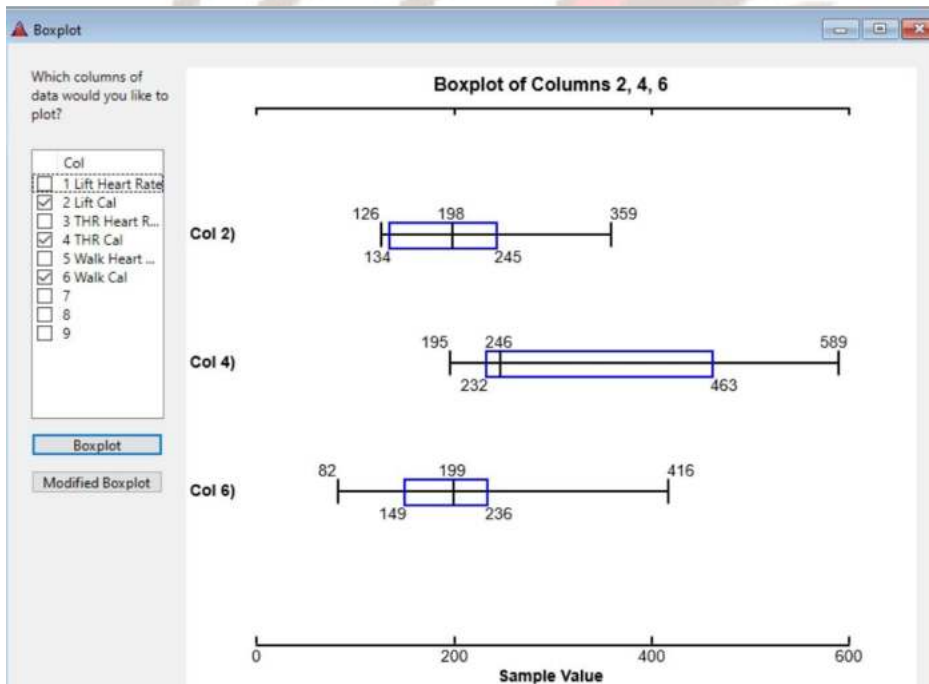 Boxplot
Which columns of
data would you like to
plot?
Col
1 Lift Heart Rate
2 Lift Cal
3 THR Heart R...
4 THR Cal
5 Walk Heart ...
6 Walk Cal
7
8
9
Boxplot
Modified Boxplot
Boxplot of Columns 2, 4, 6
126 198 359
Col 2)
134 245
195 246 589
Col 4)
232 463
82 199 416
Col 6)
149 236
0 200 400 600
Sample Value